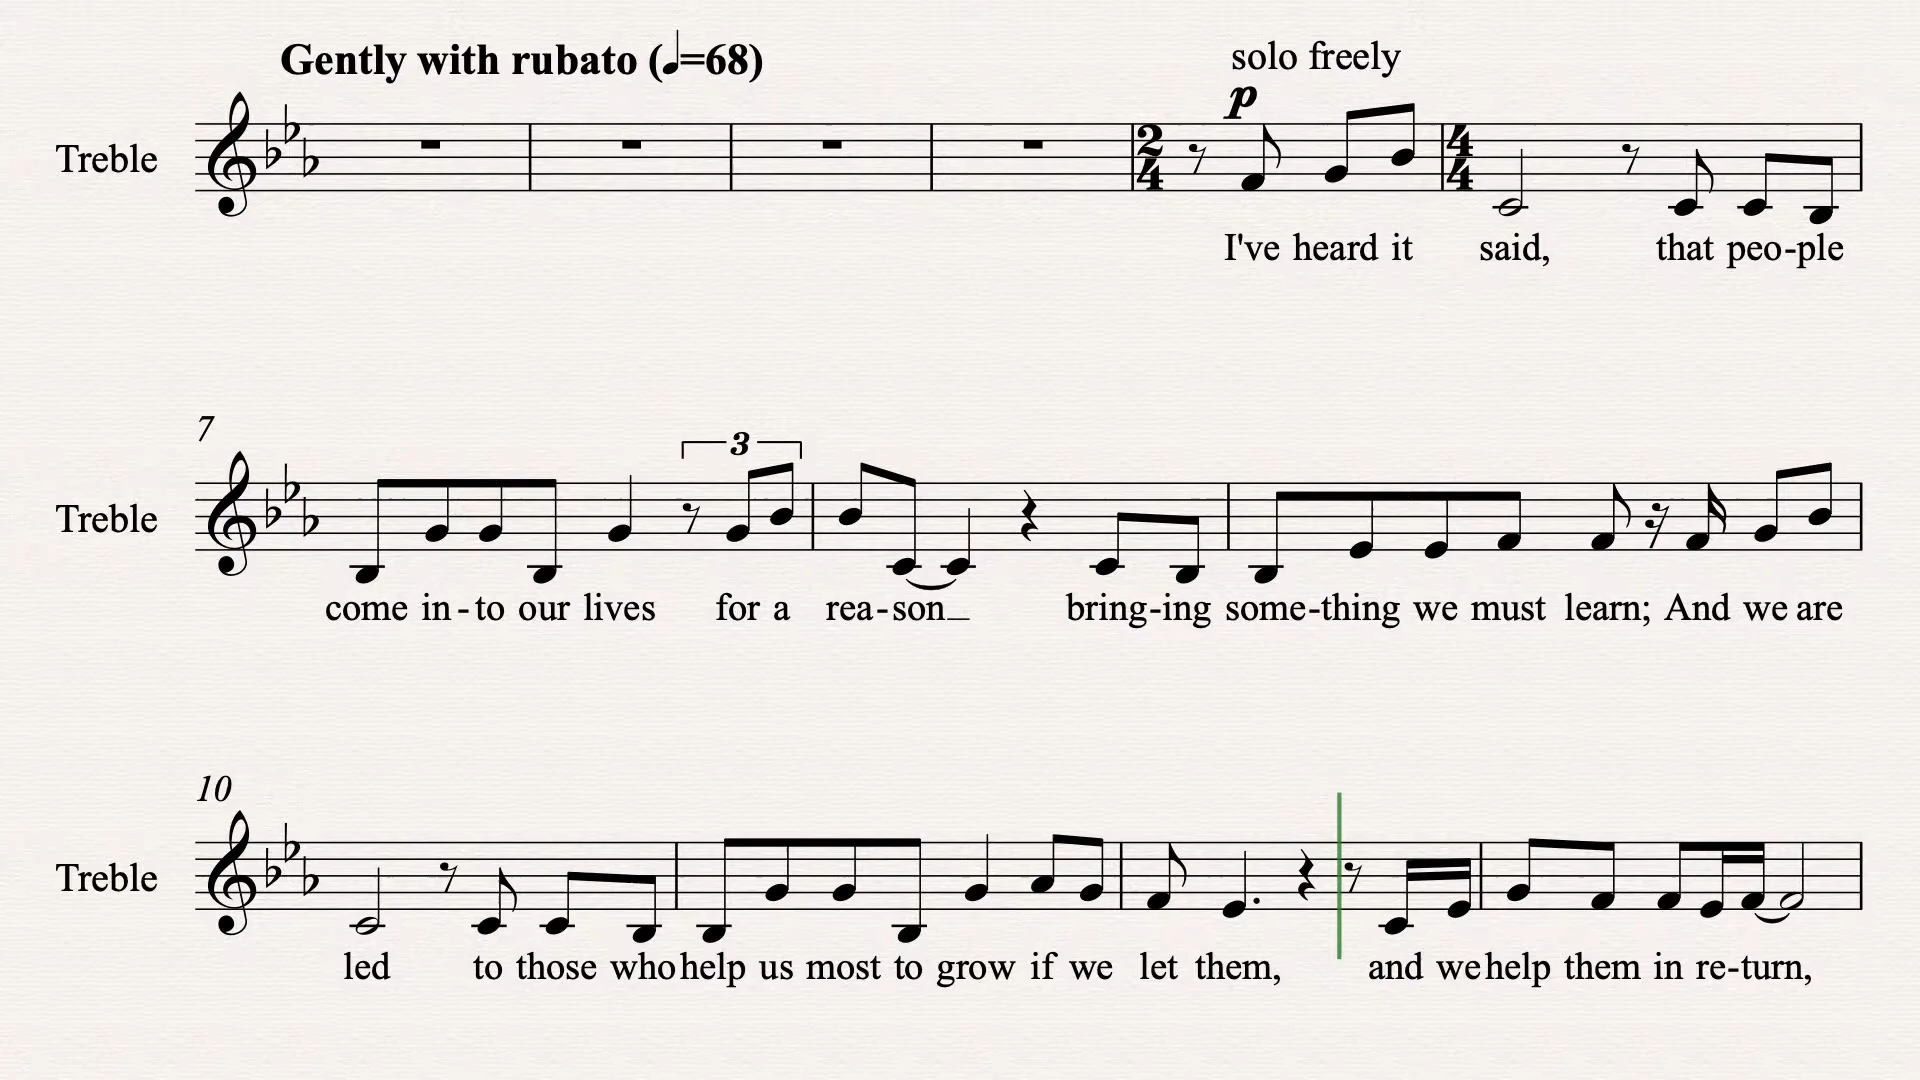 Gently with rubato (♩=68)
solo freely
p
Treble
2/4
4/4
I've heard it said, that peo-ple
7
3
Treble
come in-to our lives for a rea-son_ bring-ing some-thing we must learn; And we are
10
Treble
led to those who help us most to grow if we let them, and we help them in re-turn,